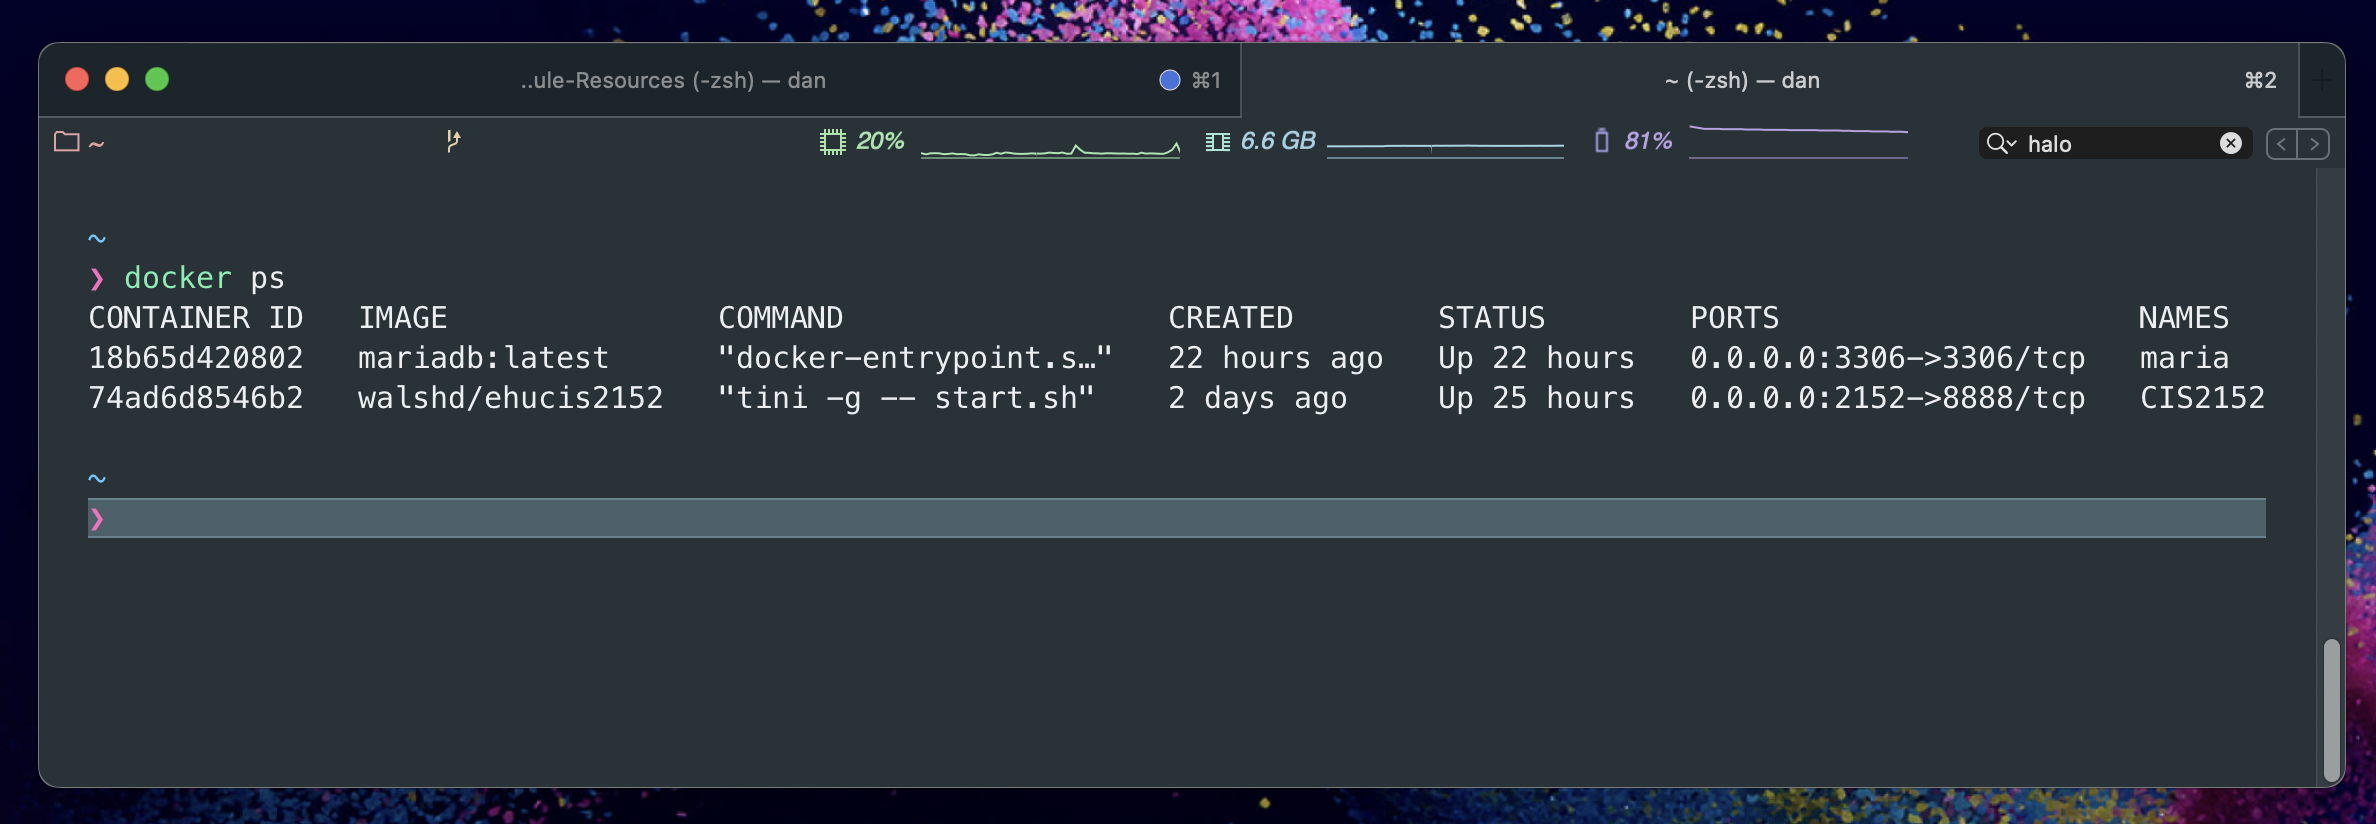 ..ule-Resources (-zsh) — dan ⌘1 ~ (-zsh) — dan ⌘2
~ 20% 6.6 GB 81% halo
~
❯ docker ps
CONTAINER ID IMAGE COMMAND CREATED STATUS PORTS NAMES
18b65d420802 mariadb:latest "docker-entrypoint.s…" 22 hours ago Up 22 hours 0.0.0.0:3306->3306/tcp maria
74ad6d8546b2 walshd/ehucis2152 "tini -g -- start.sh" 2 days ago Up 25 hours 0.0.0.0:2152->8888/tcp CIS2152
~
❯